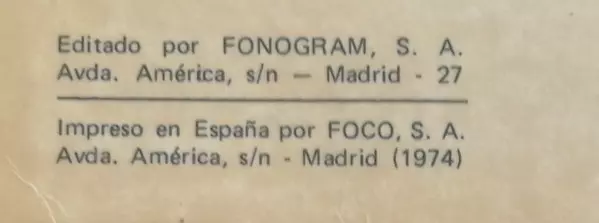 Editado por FONOGRAM, S. A.
Avda. América, s/n — Madrid - 27
Impreso en España por FOCO, S. A.
Avda. América, s/n - Madrid (1974)